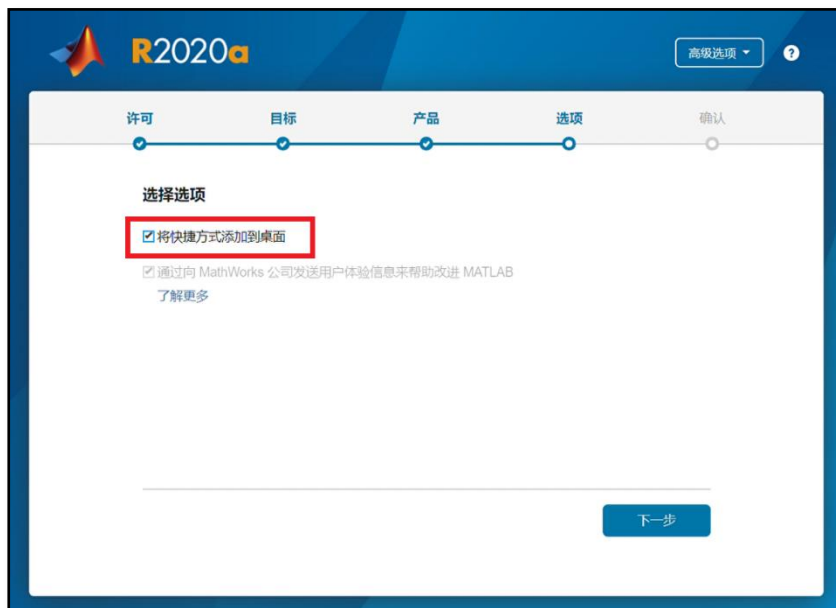 R2020a
高级选项
?
许可 目标 产品 选项 确认
选择选项
将快捷方式添加到桌面
通过向 MathWorks 公司发送用户体验信息来帮助改进 MATLAB
了解更多
下一步